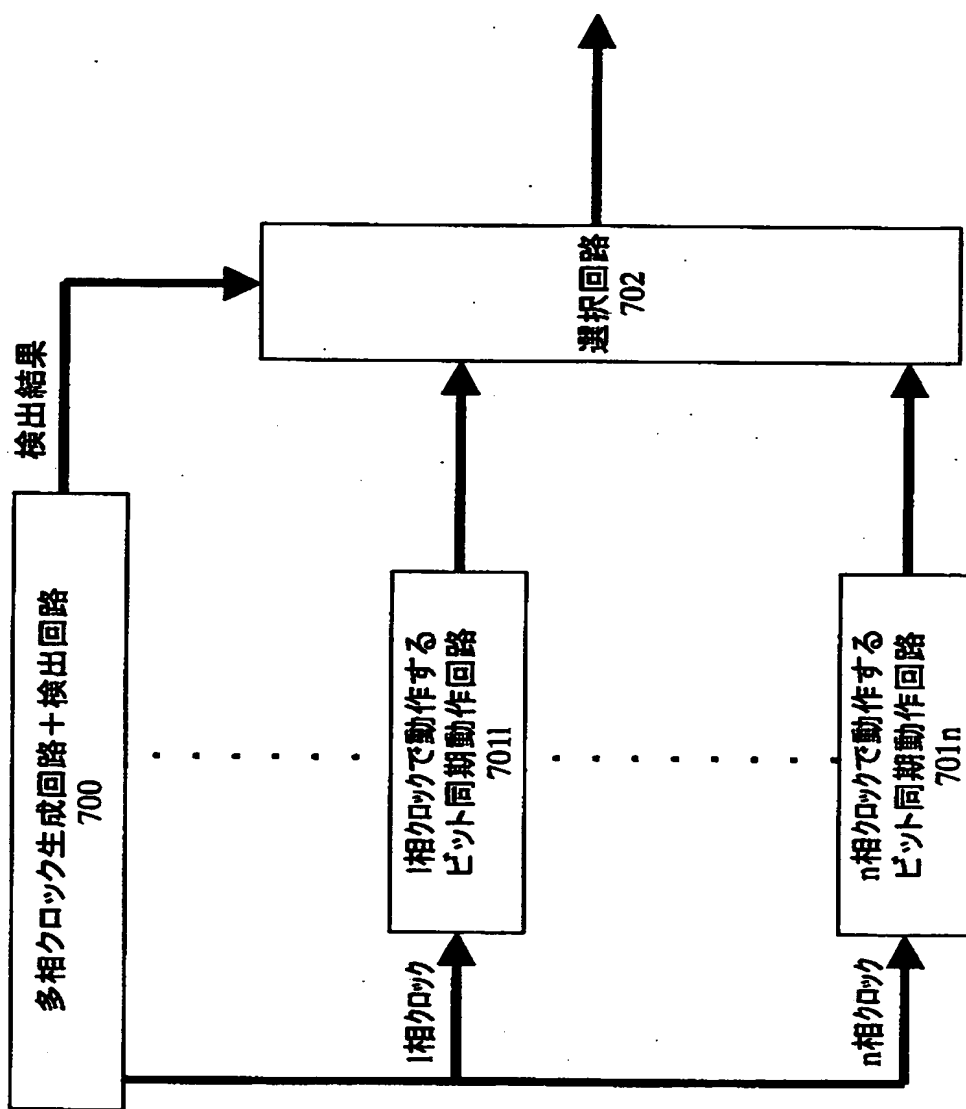 多相クロック生成回路＋検出回路
700
検出結果
1相クロック
1相クロックで動作する
ビット同期動作回路
7011
n相クロック
n相クロックで動作する
ビット同期動作回路
701n
選択回路
702